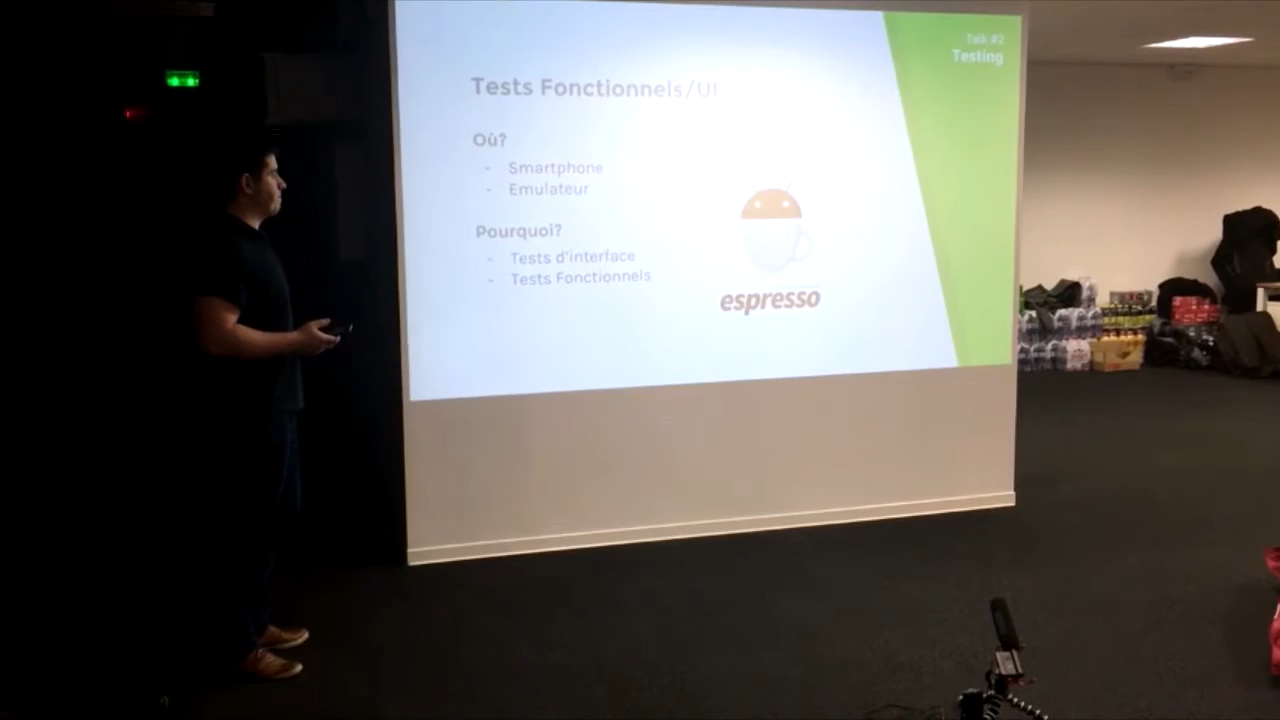 Talk #2
Testing
Tests Fonctionnels/UI
Où?
- Smartphone
- Emulateur
Pourquoi?
- Tests d'interface
- Tests Fonctionnels
espresso